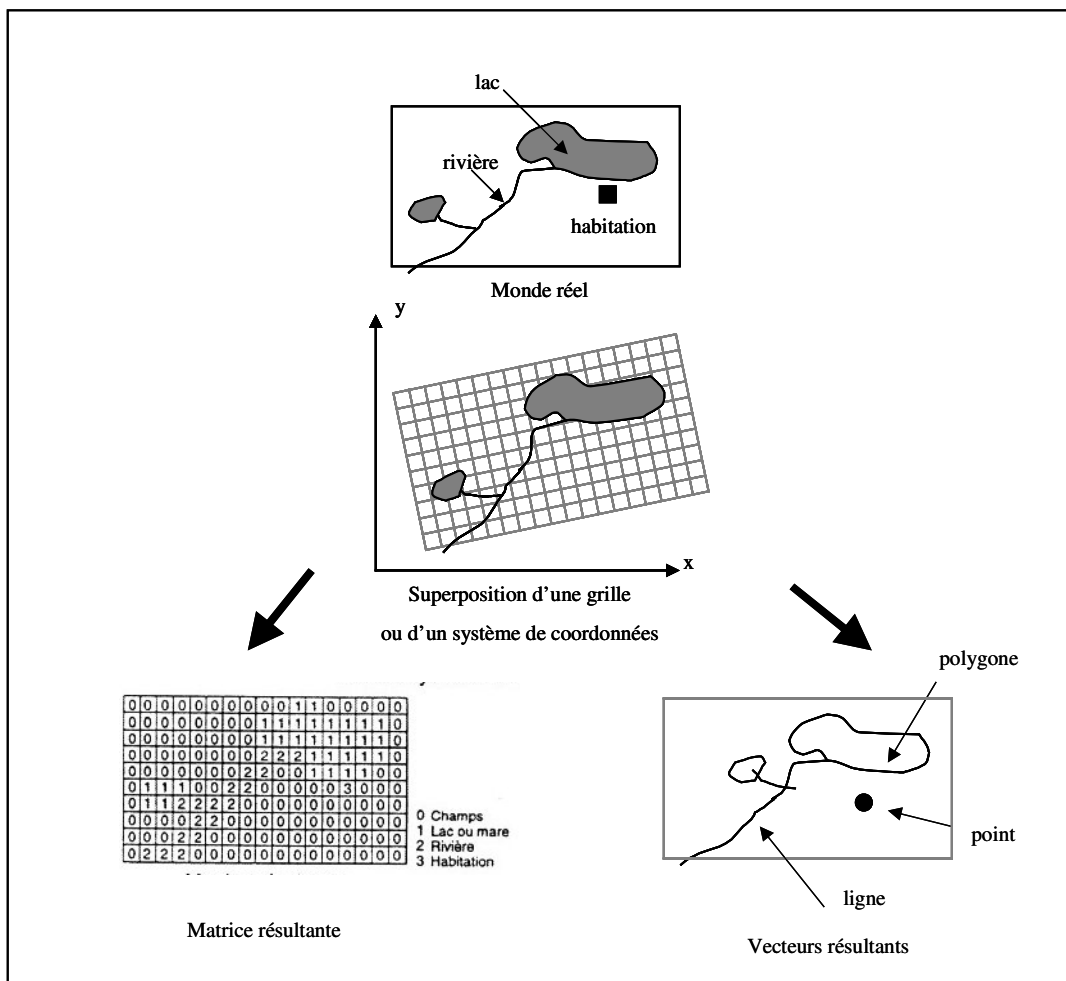 lac
rivière
habitation
Monde réel
y
x
Superposition d'une grille
ou d'un système de coordonnées
polygone
0 0 0 0 0 0 0 0 0 0 1 1 0 0 0 0 0
0 0 0 0 0 0 0 0 1 1 1 1 1 1 1 1 0
0 0 0 0 0 0 0 0 1 1 1 1 1 1 1 1 0
0 0 0 0 0 0 0 0 2 2 2 1 1 1 1 1 0
0 0 0 0 0 0 0 2 2 0 0 1 1 1 1 0 0
0 1 1 1 0 0 2 2 0 0 0 0 0 3 0 0 0
0 1 1 2 2 2 2 0 0 0 0 0 0 0 0 0 0
0 0 0 0 2 2 0 0 0 0 0 0 0 0 0 0 0
0 0 0 2 2 0 0 0 0 0 0 0 0 0 0 0 0
0 2 2 2 0 0 0 0 0 0 0 0 0 0 0 0 0
0 Champs
1 Lac ou mare
2 Rivière
3 Habitation
point
ligne
Matrice résultante
Vecteurs résultants